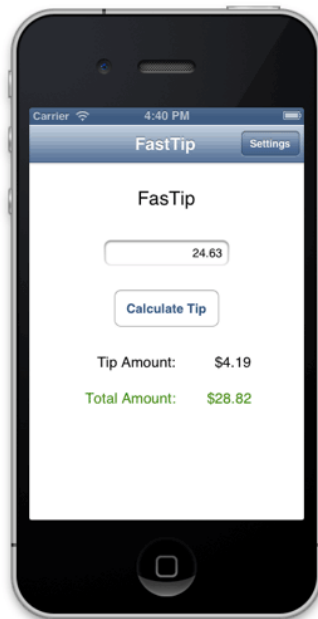 Carrier 4:40 PM
FastTip Settings
FasTip
24.63
Calculate Tip
Tip Amount: $4.19
Total Amount: $28.82